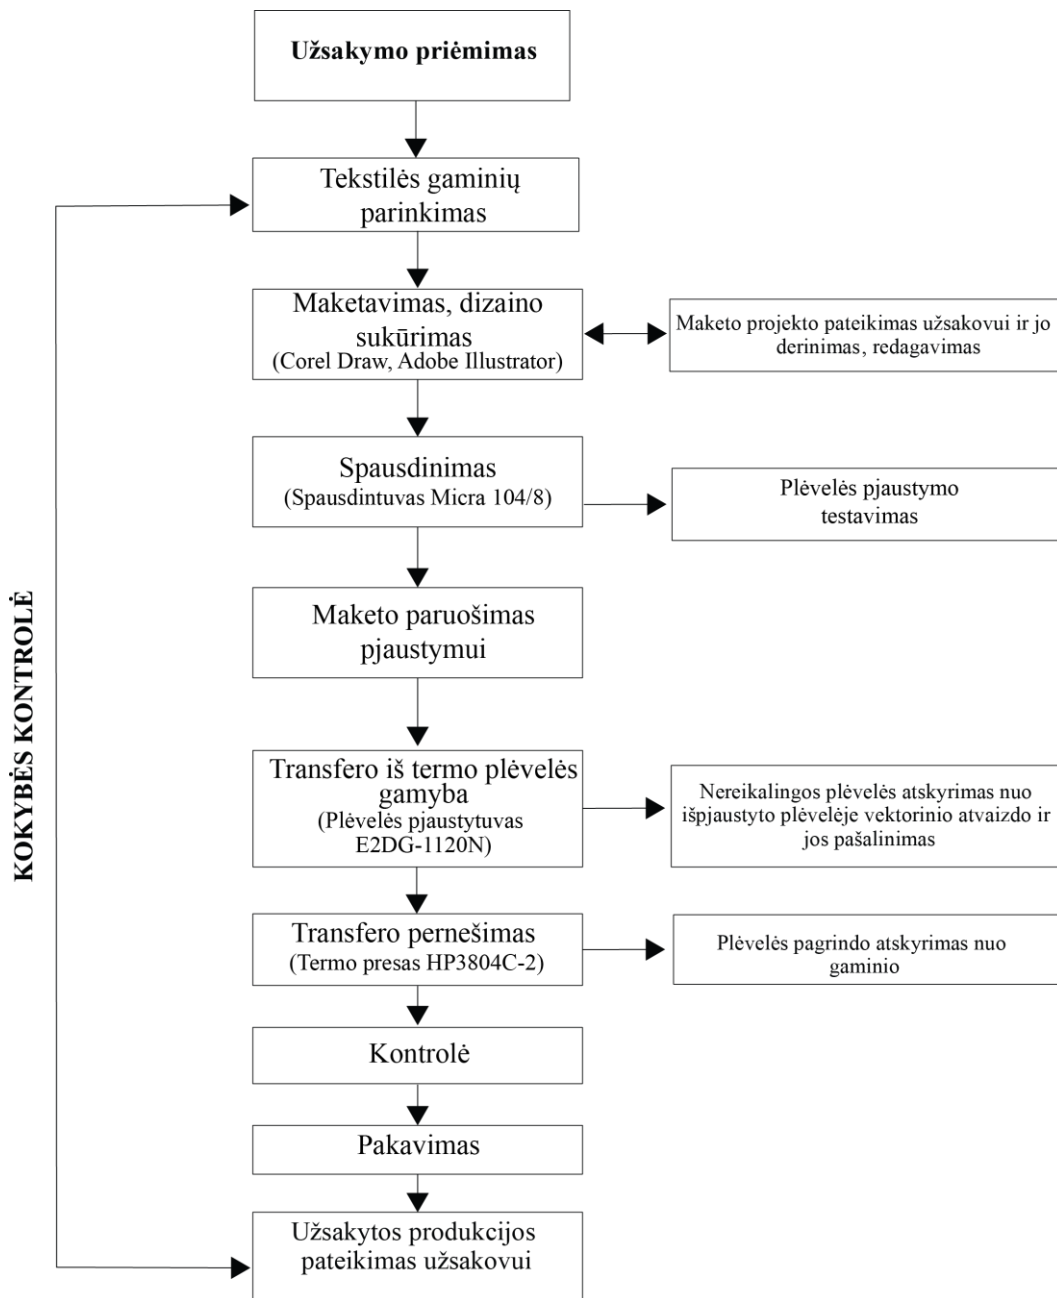 Užsakymo priėmimas
Tekstilės gaminių
parinkimas
Maketavimas, dizaino
sukūrimas
(Corel Draw, Adobe Illustrator)
Maketo projekto pateikimas užsakovui ir jo
derinimas, redagavimas
Spausdinimas
(Spausdintuvas Micra 104/8)
Plėvelės pjaustymo
testavimas
Maketo paruošimas
pjaustymui
Transfero iš termo plėvelės
gamyba
(Plėvelės pjaustytuvas
E2DG-1120N)
Nereikalingos plėvelės atskyrimas nuo
išpjaustyto plėvelėje vektorinio atvaizdo ir
jos pašalinimas
Transfero pernešimas
(Termo presas HP3804C-2)
Plėvelės pagrindo atskyrimas nuo
gaminio
Kontrolė
Pakavimas
Užsakytos produkcijos
pateikimas užsakovui
KOKYBĖS KONTROLĖ